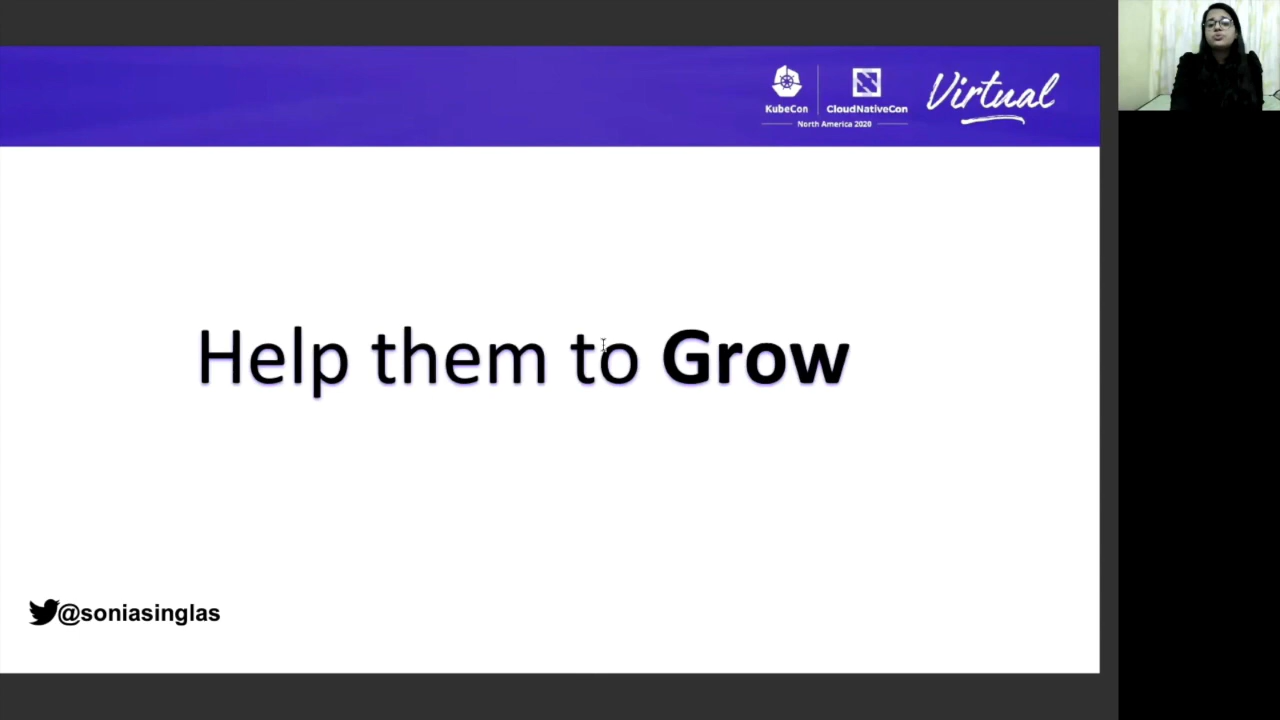 KubeCon
CloudNativeCon
North America 2020
Virtual
Help them to Grow
@soniasinglas